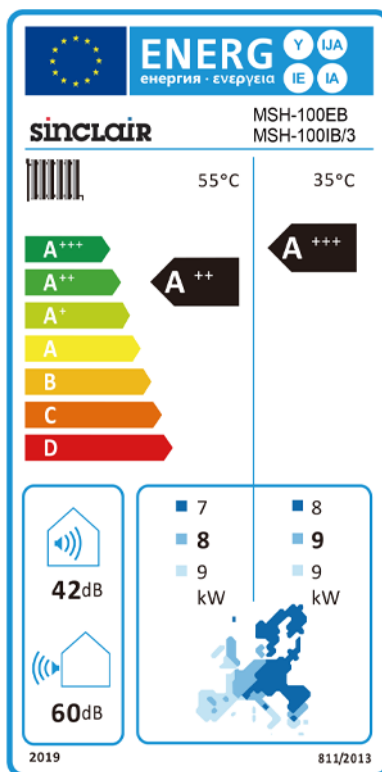 ENERG Y IJA
енергия · ενεργεια IE IA
sinclair
MSH-100EB
MSH-100IB/3
55°C 35°C
A+++
A++
A+
A
B
C
D
A ++
A +++
42dB
60dB
7 8
8 9
9 9
kW kW
2019 811/2013